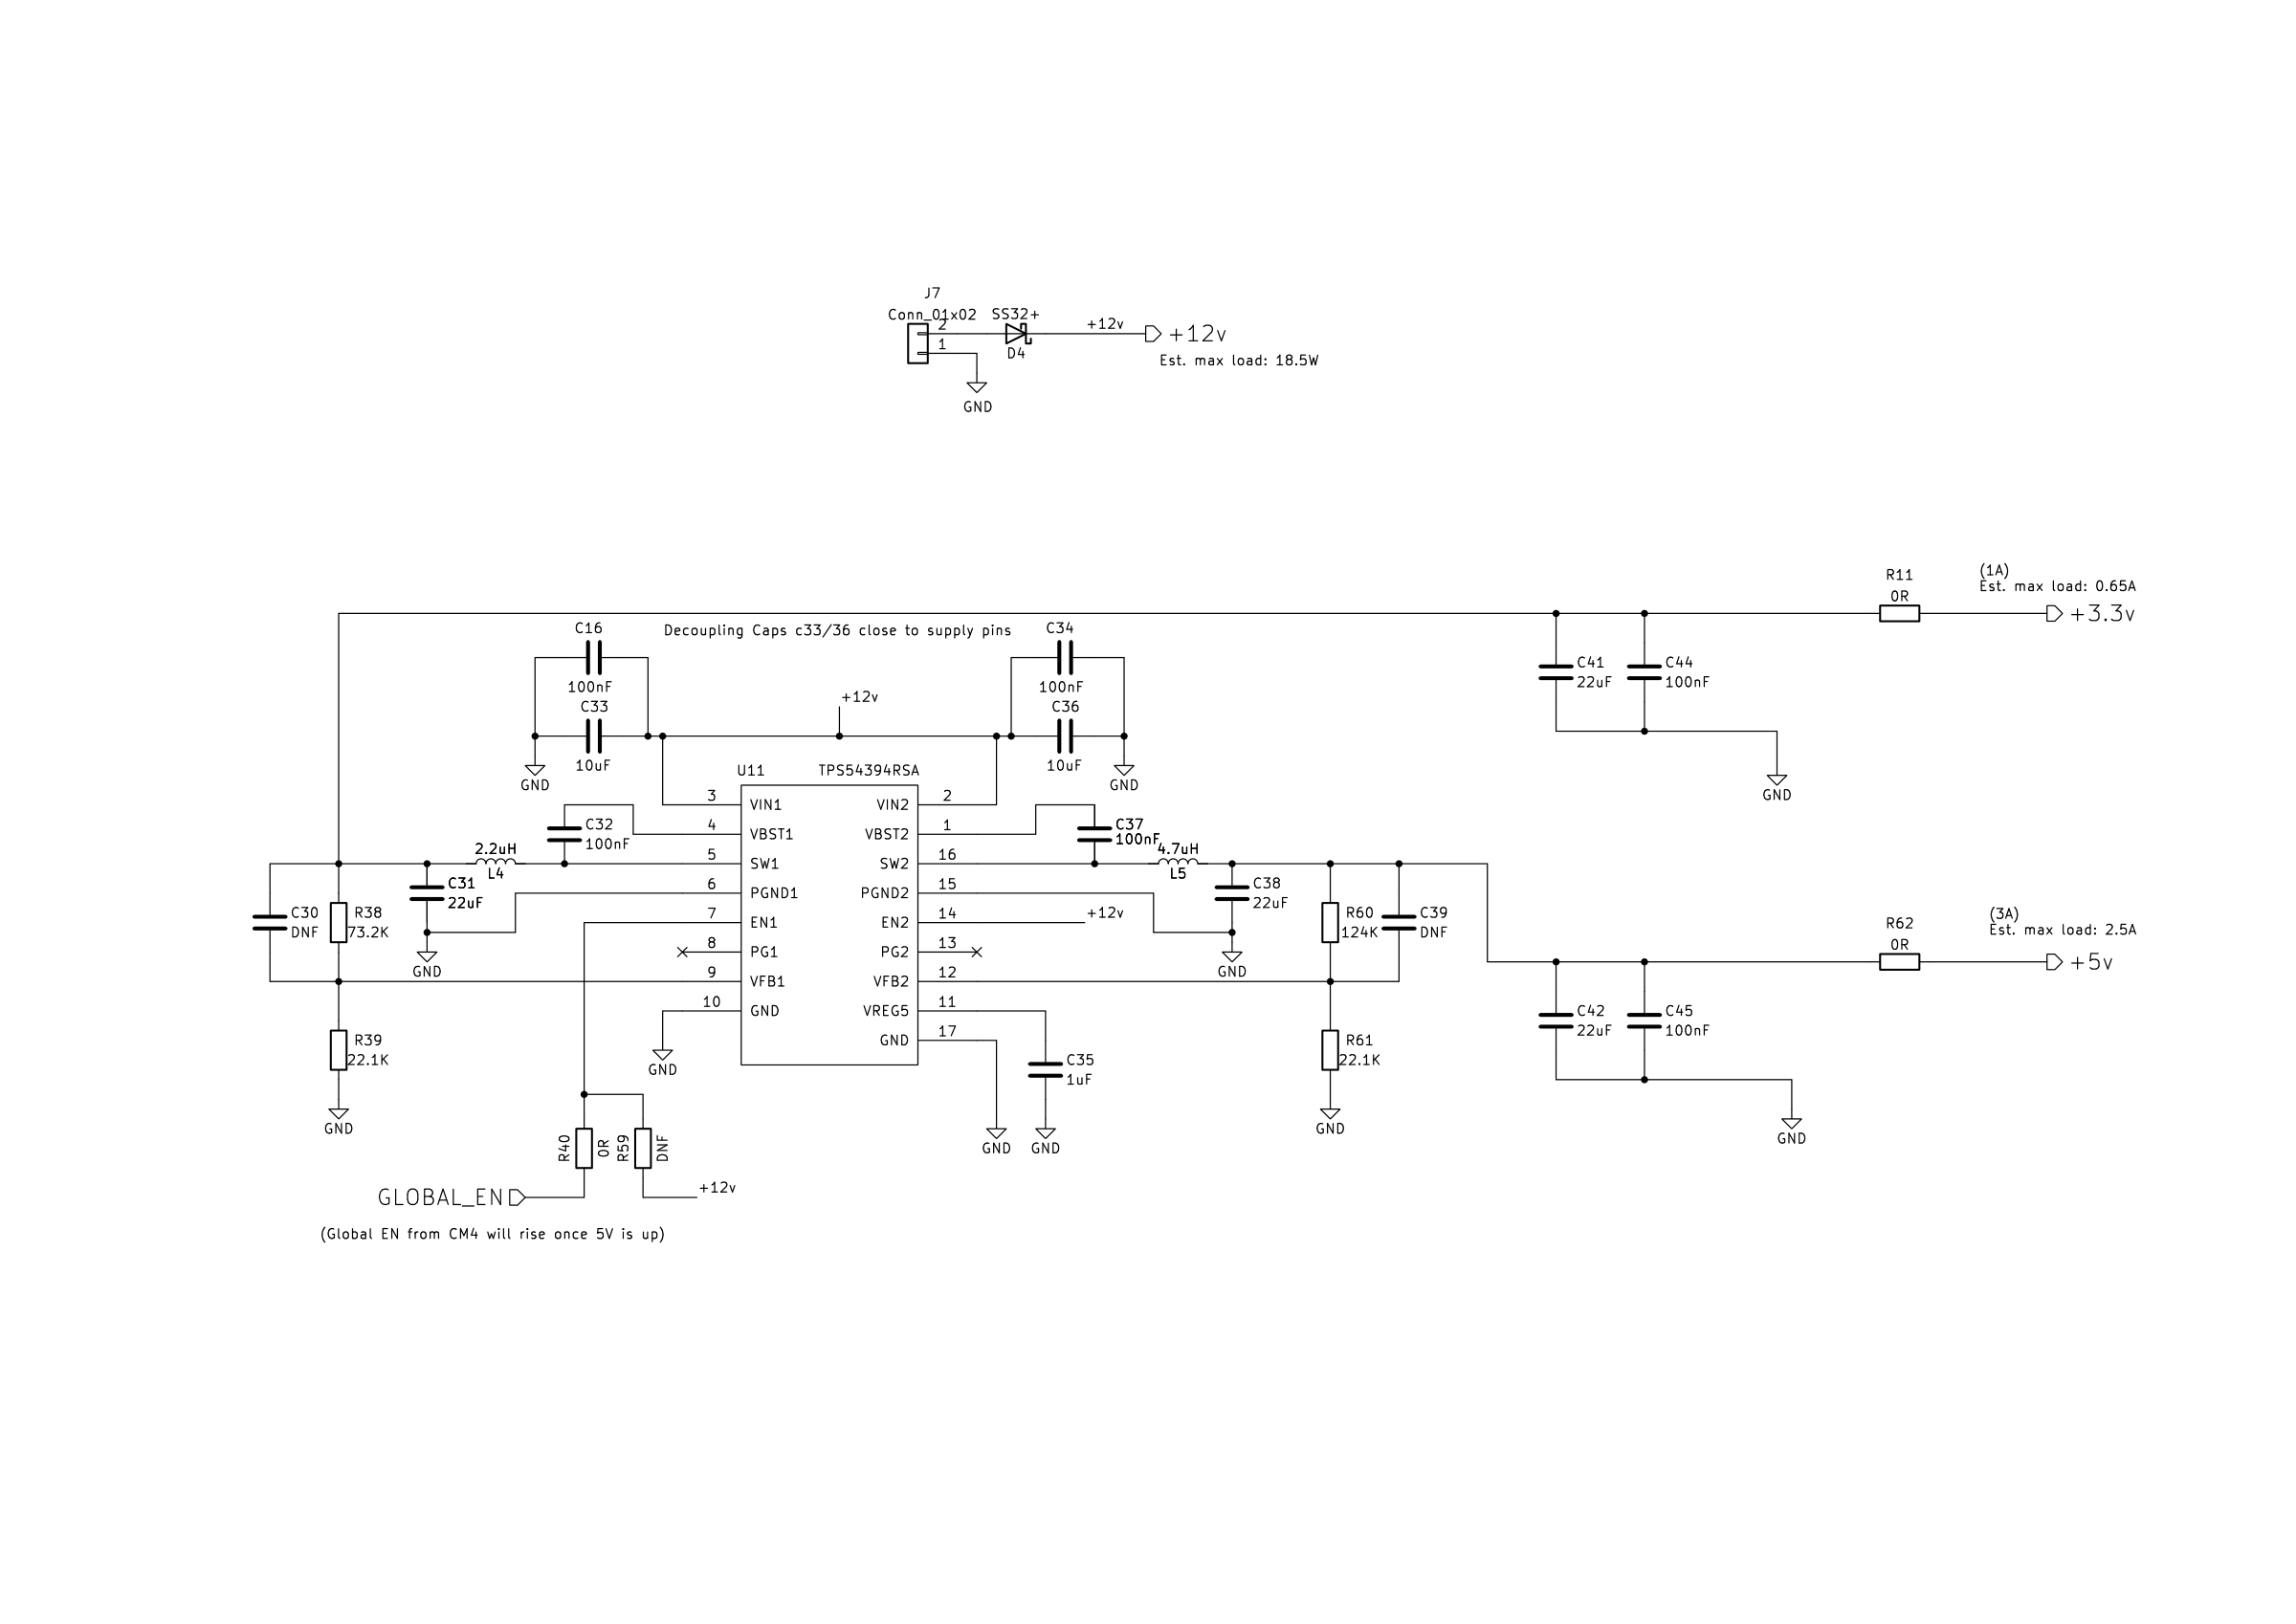 J7
Conn_01x02
2
1
SS32+
D4
+12v
+12v
Est. max load: 18.5W
GND
(1A)
Est. max load: 0.65A
R11
0R
+3.3v
C16
100nF
C33
10uF
GND
Decoupling Caps c33/36 close to supply pins
+12v
C34
100nF
C36
10uF
GND
C41
22uF
C44
100nF
GND
U11
TPS54394RSA
3
VIN1
VIN2
2
4
VBST1
VBST2
1
5
SW1
SW2
16
6
PGND1
PGND2
15
7
EN1
EN2
14
+12v
8
PG1
PG2
13
9
VFB1
VFB2
12
10
GND
VREG5
11
GND
17
C32
100nF
2.2uH
L4
C31
22uF
GND
C30
DNF
R38
73.2K
R39
22.1K
GND
GND
C37
100nF
4.7uH
L5
C38
22uF
GND
R60
124K
C39
DNF
R61
22.1K
GND
C35
1uF
GND
GND
(3A)
Est. max load: 2.5A
R62
0R
+5v
C42
22uF
C45
100nF
GND
R40
0R
R59
DNF
+12v
GLOBAL_EN
(Global EN from CM4 will rise once 5V is up)